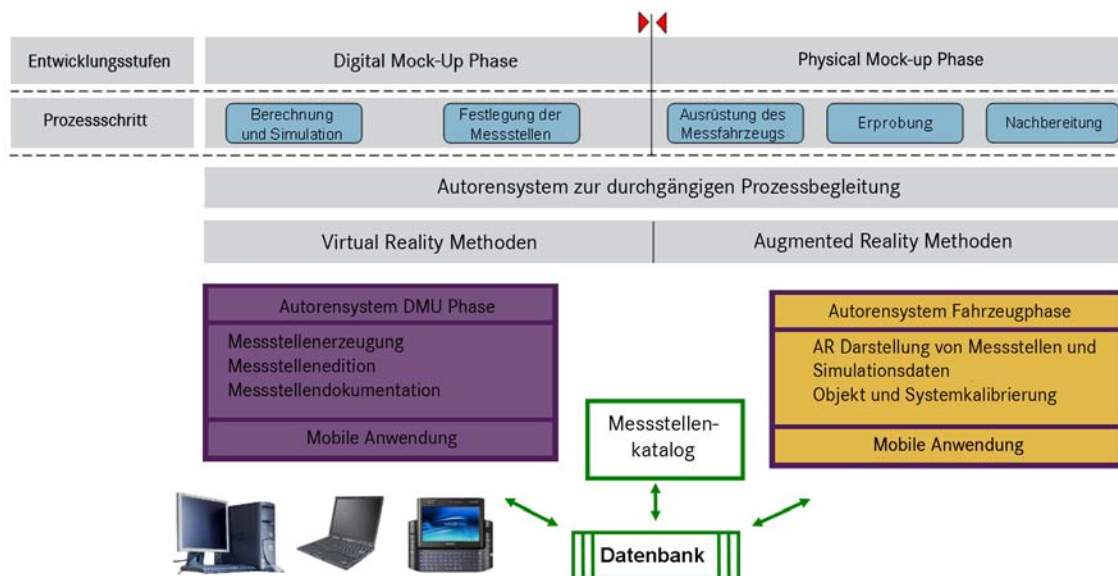 Entwicklungsstufen
Digital Mock-Up Phase
Physical Mock-up Phase
Prozessschritt
Berechnung
und Simulation
Festlegung der
Messstellen
Ausrüstung des
Messfahrzeugs
Erprobung
Nachbereitung
Autorensystem zur durchgängigen Prozessbegleitung
Virtual Reality Methoden
Augmented Reality Methoden
Autorensystem DMU Phase
Messstellenerzeugung
Messstellenedition
Messstellendokumentation
Mobile Anwendung
Messstellen-
katalog
Autorensystem Fahrzeugphase
AR Darstellung von Messstellen und
Simulationsdaten
Objekt und Systemkalibrierung
Mobile Anwendung
Datenbank